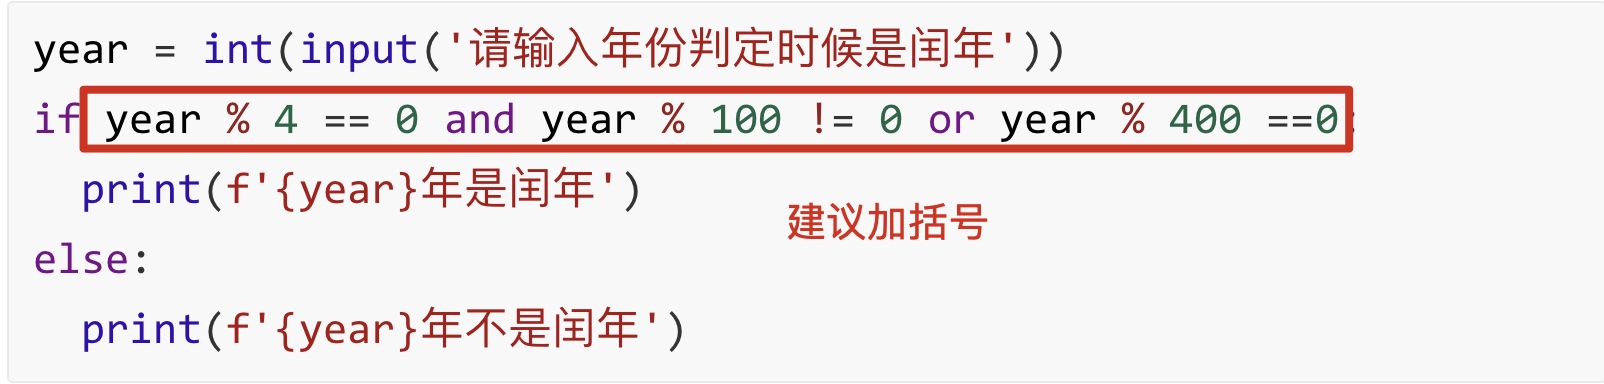 year = int(input('请输入年份判定时候是闰年'))
if year % 4 == 0 and year % 100 != 0 or year % 400 ==0:
print(f'{year}年是闰年')
建议加括号
else:
print(f'{year}年不是闰年')